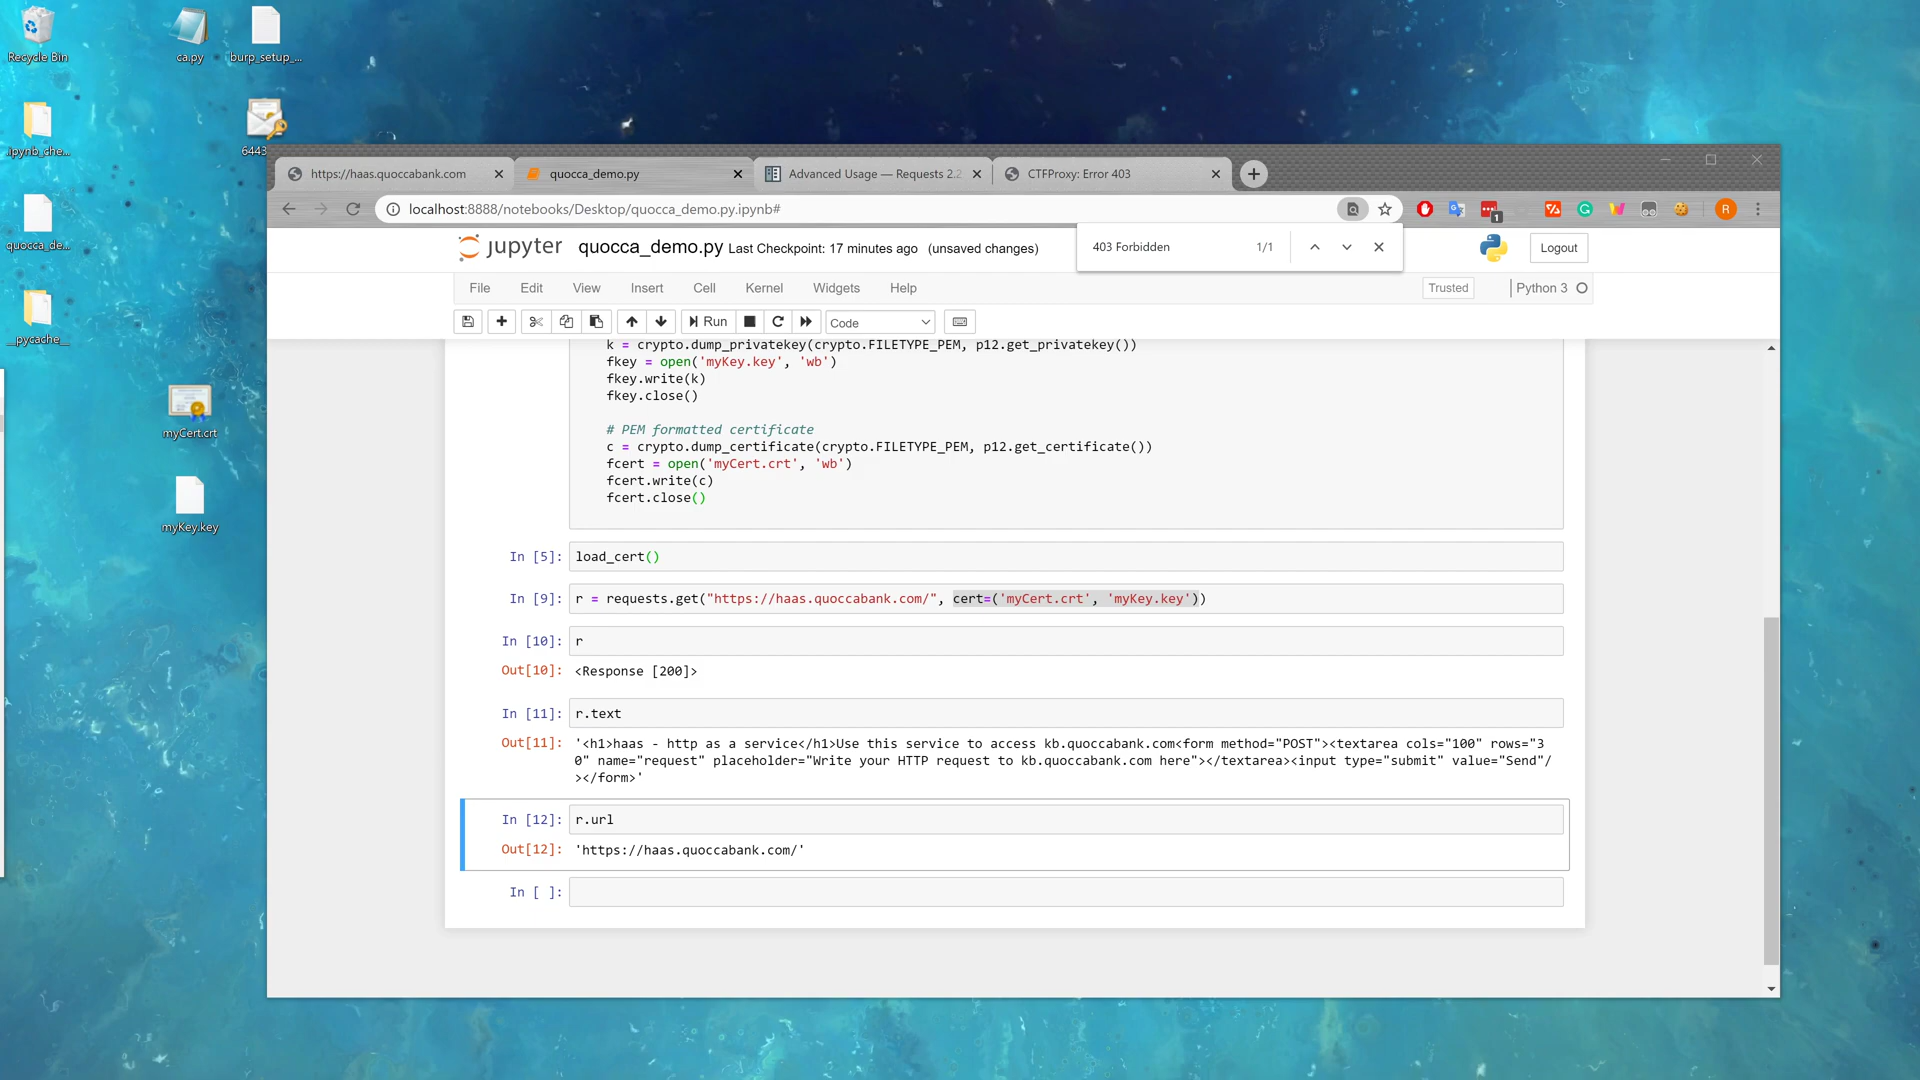 Recycle Bin
ca.py
burp_setup_...
.ipynb_che...
6443
quocca_de...
__pycache__
myCert.crt
myKey.key
https://haas.quoccabank.com
quocca_demo.py
Advanced Usage — Requests 2.2
CTFProxy: Error 403
localhost:8888/notebooks/Desktop/quocca_demo.py.ipynb#
1
R
403 Forbidden 1/1
jupyter quocca_demo.py Last Checkpoint: 17 minutes ago (unsaved changes)
Logout
File Edit View Insert Cell Kernel Widgets Help
Trusted
Python 3
Run
Code
k = crypto.dump_privatekey(crypto.FILETYPE_PEM, p12.get_privatekey())
fkey = open('myKey.key', 'wb')
fkey.write(k)
fkey.close()
# PEM formatted certificate
c = crypto.dump_certificate(crypto.FILETYPE_PEM, p12.get_certificate())
fcert = open('myCert.crt', 'wb')
fcert.write(c)
fcert.close()
In [5]: load_cert()
In [9]: r = requests.get("https://haas.quoccabank.com/", cert=('myCert.crt', 'myKey.key'))
In [10]: r
Out[10]: <Response [200]>
In [11]: r.text
Out[11]: '<h1>haas - http as a service</h1>Use this service to access kb.quoccabank.com<form method="POST"><textarea cols="100" rows="3
0" name="request" placeholder="Write your HTTP request to kb.quoccabank.com here"></textarea><input type="submit" value="Send"/
></form>'
In [12]: r.url
Out[12]: 'https://haas.quoccabank.com/'
In [ ]: